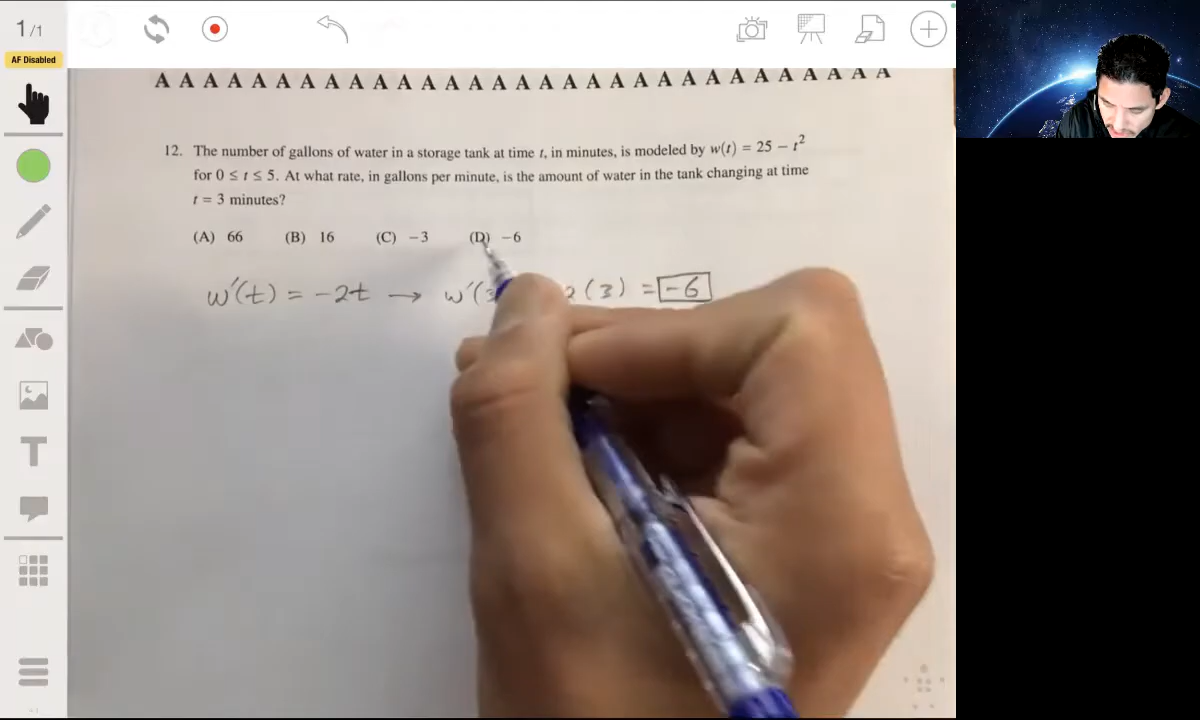 1/1
AF Disabled
A A A A A A A A A A A A A A A A A A A A A A A A A A A A A A A
12. The number of gallons of water in a storage tank at time t, in minutes, is modeled by w(t) = 25 − t²
for 0 ≤ t ≤ 5. At what rate, in gallons per minute, is the amount of water in the tank changing at time
t = 3 minutes?
(A) 66 (B) 16 (C) −3 (D) −6
w'(t) = −2t → w'(3 2(3) = −6
T